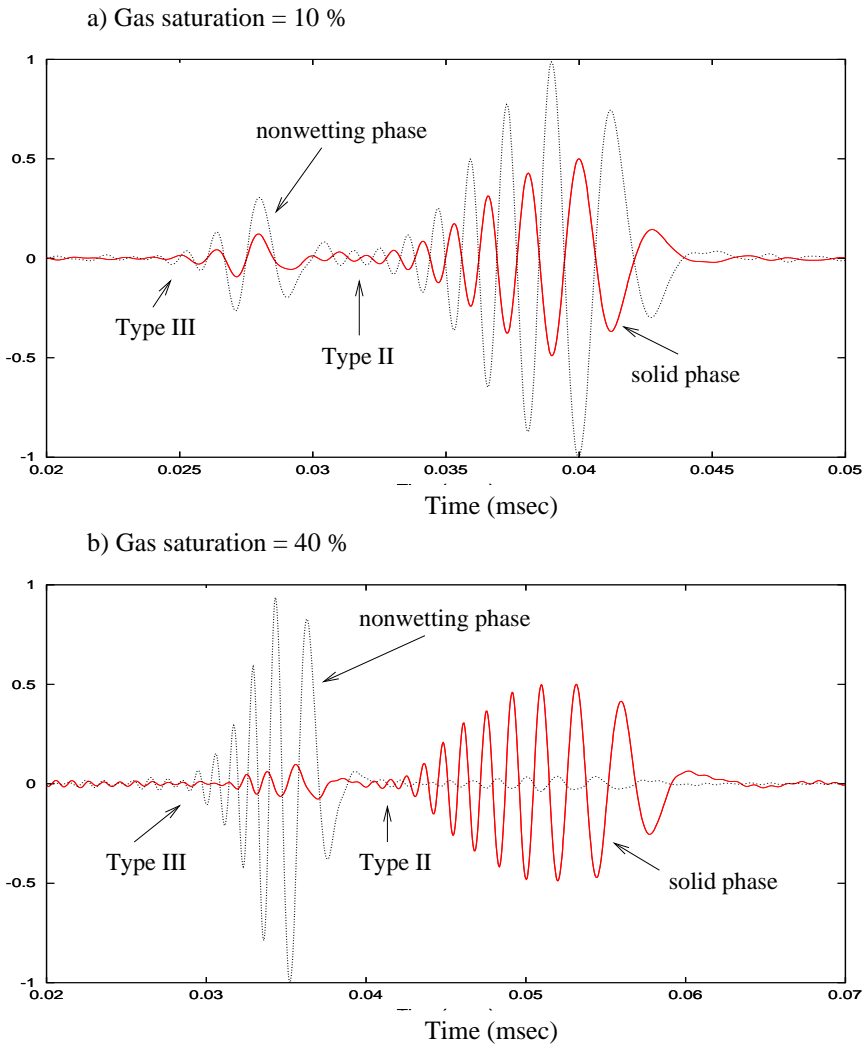 a) Gas saturation = 10 %
1
0.5
0
-0.5
-1
nonwetting phase
Type III
Type II
solid phase
0.02 0.025 0.03 0.035 0.04 0.045 0.05
Time (msec)
b) Gas saturation = 40 %
1
0.5
0
-0.5
-1
nonwetting phase
Type III
Type II
solid phase
0.02 0.03 0.04 0.05 0.06 0.07
Time (msec)